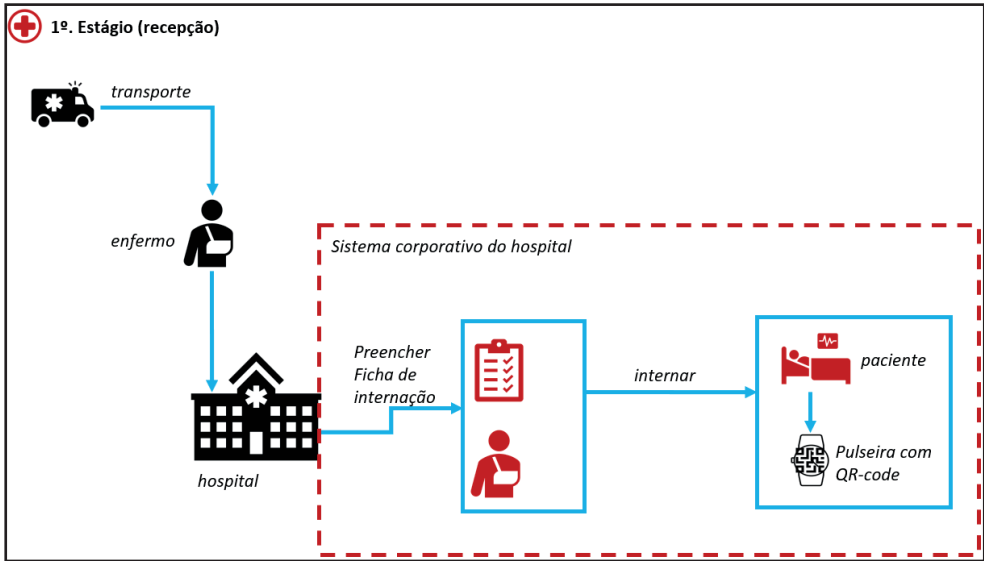 1º. Estágio (recepção)
transporte
enfermo
hospital
Sistema corporativo do hospital
Preencher
Ficha de
internação
internar
paciente
Pulseira com
QR-code